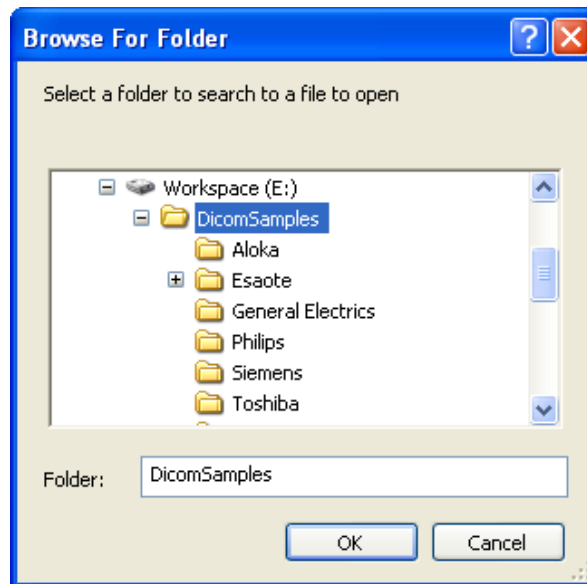 Browse For Folder
Select a folder to search to a file to open
Workspace (E:)
DicomSamples
Aloka
Esaote
General Electrics
Philips
Siemens
Toshiba
Folder: DicomSamples
OK Cancel